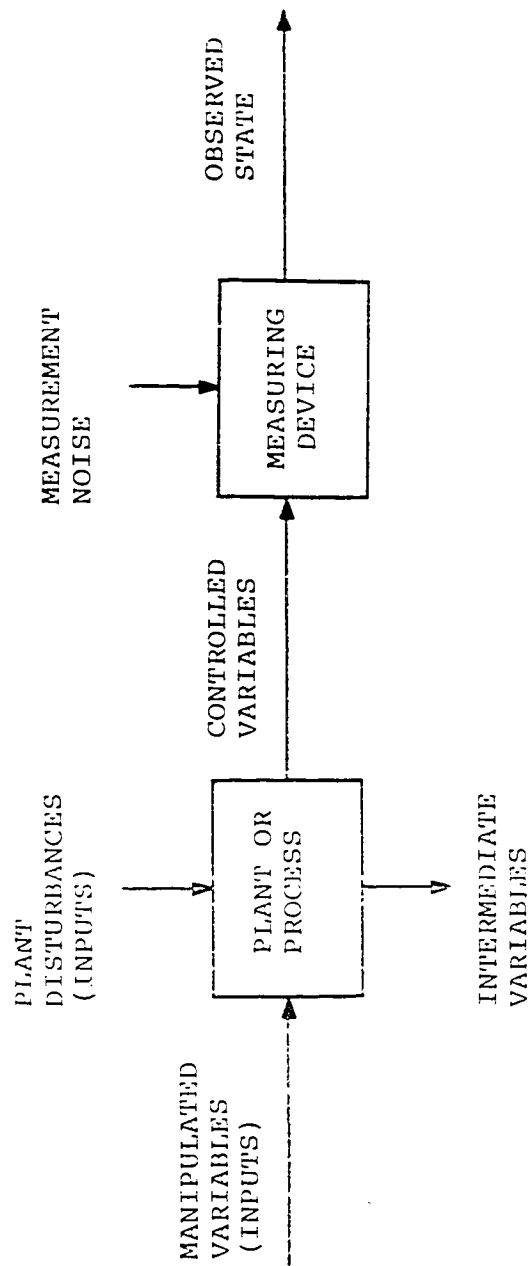 MANIPULATED
VARIABLES
(INPUTS)
PLANT
DISTURBANCES
(INPUTS)
PLANT OR
PROCESS
INTERMEDIATE
VARIABLES
CONTROLLED
VARIABLES
MEASUREMENT
NOISE
MEASURING
DEVICE
OBSERVED
STATE